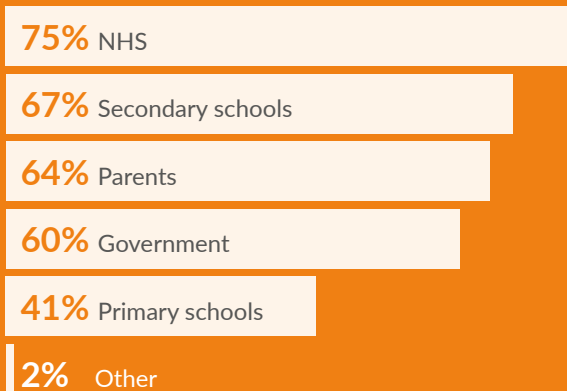 75% NHS
67% Secondary schools
64% Parents
60% Government
41% Primary schools
2% Other